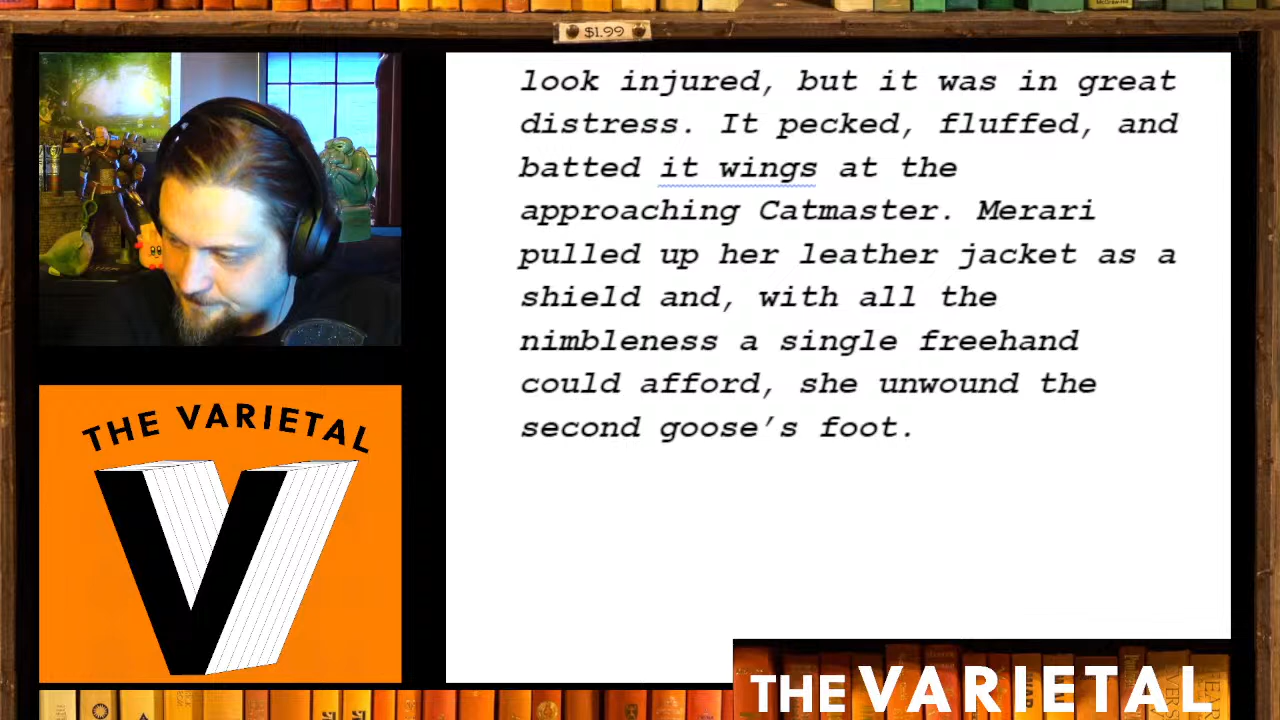 $1.99
look injured, but it was in great
distress. It pecked, fluffed, and
batted it wings at the
approaching Catmaster. Merari
pulled up her leather jacket as a
shield and, with all the
nimbleness a single freehand
could afford, she unwound the
second goose’s foot.
THE VARIETAL
V
THE VARIETAL